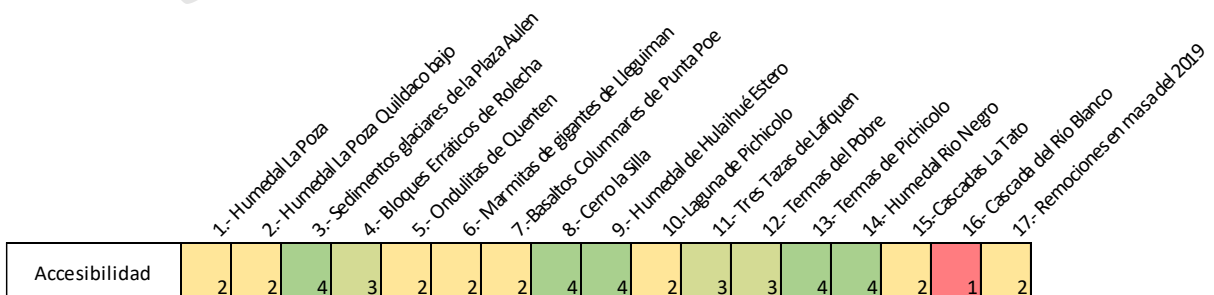 1.- Humedal La Poza
2.- Humedal La Poza Quildaco bajo
3.- Sedimentos glaciares de la Plaza Aulen
4.- Bloques Erráticos de Rolecha
5.- Ondulitas de Quenten
6.- Marmitas de gigantes de Lleguiman
7.-Basaltos Columnares de Punta Poe
8.- Cerro la Silla
9.- Humedal de Hulaihué Estero
10.-Laguna de Pichicolo
11.- Tres Tazas de Lafquen
12.- Termas del Pobre
13.- Termas de Pichicolo
14.- Humedal Río Negro
15.-Cascadas La Tato
16.- Cascada del Río Blanco
17.- Remociones en masa del 2019
Accesibilidad 2 2 4 3 2 2 2 4 4 2 3 3 4 4 2 1 2